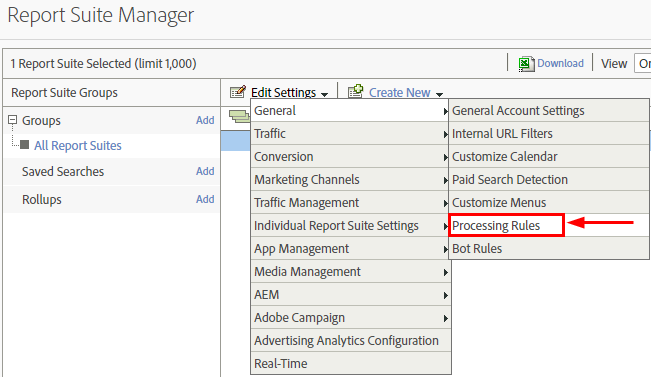 Report Suite Manager
1 Report Suite Selected (limit 1,000)
Download
View
Report Suite Groups
Edit Settings
Create New
Groups
Add
All Report Suites
Saved Searches
Add
Rollups
Add
General
Traffic
Conversion
Marketing Channels
Traffic Management
Individual Report Suite Settings
App Management
Media Management
AEM
Adobe Campaign
Advertising Analytics Configuration
Real-Time
General Account Settings
Internal URL Filters
Customize Calendar
Paid Search Detection
Customize Menus
Processing Rules
Bot Rules